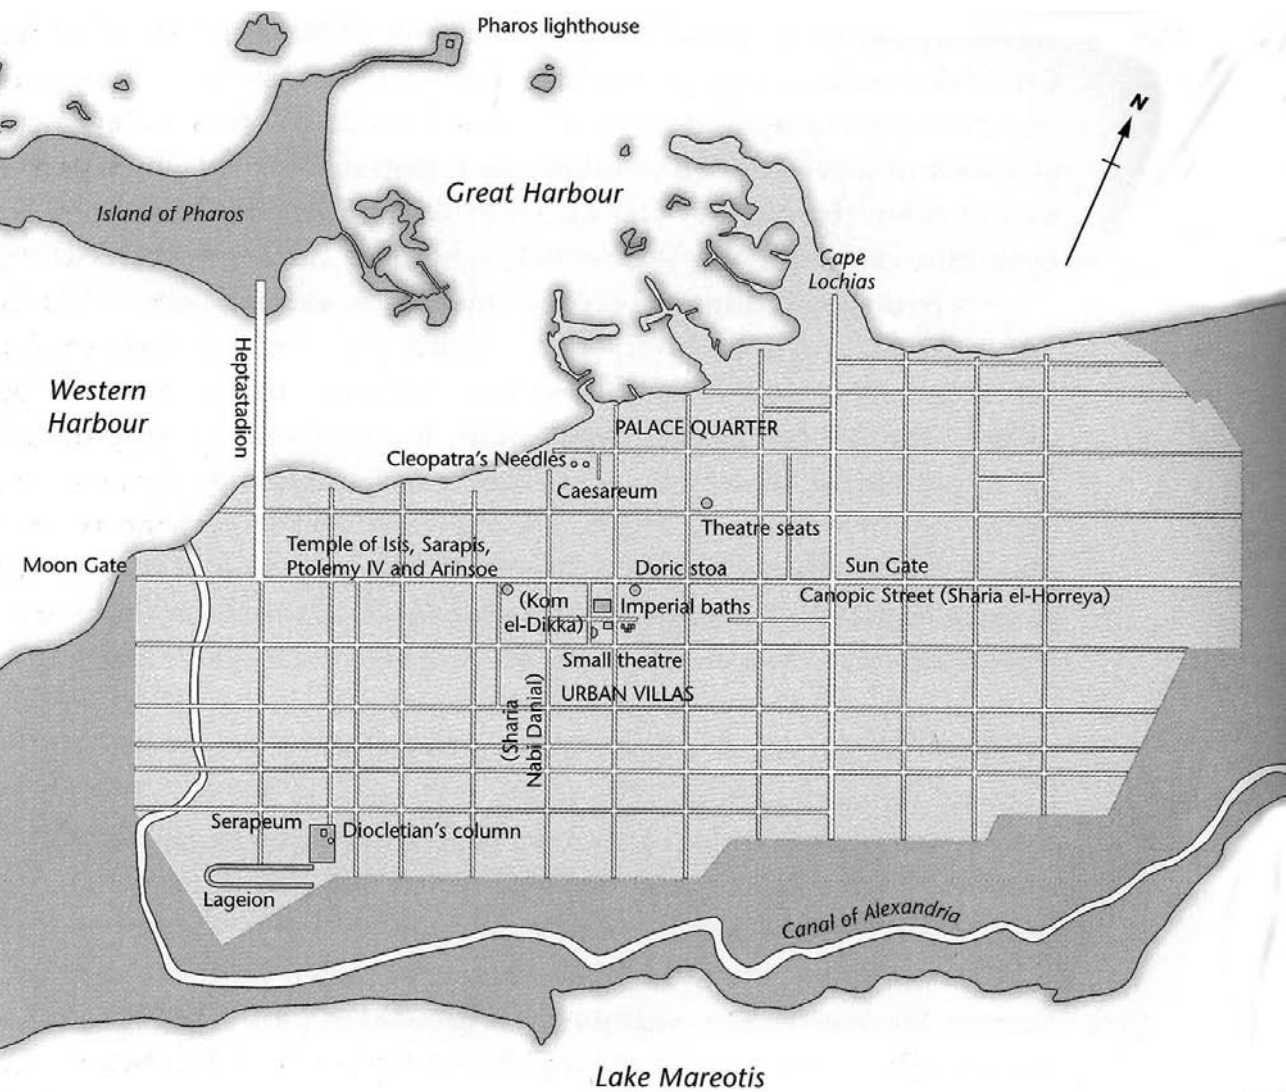 Pharos lighthouse
N
Great Harbour
Island of Pharos
Cape
Lochias
Western
Harbour
Heptastadion
PALACE QUARTER
Cleopatra's Needles
Caesareum
Theatre seats
Temple of Isis, Sarapis,
Ptolemy IV and Arinsoe
Moon Gate
Doric stoa
Sun Gate
Canopic Street (Sharia el-Horreya)
(Kom
el-Dikka)
Imperial baths
Small theatre
URBAN VILLAS
(Sharia
Nabi Danial)
Serapeum
Diocletian's column
Lageion
Canal of Alexandria
Lake Mareotis